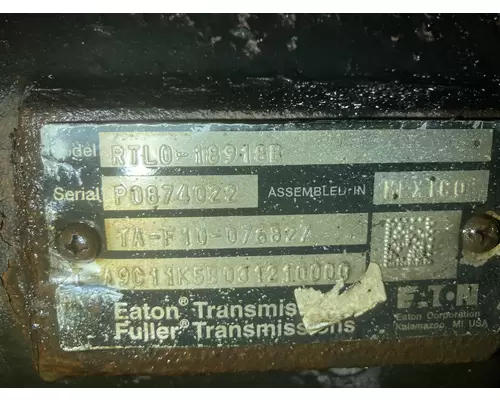 Model RTLO-18918B
Serial P0874022 ASSEMBLED IN MEXICO
TA-F10-07682A
Eaton® Transmissions
Fuller® Transmissions
EATON
Eaton Corporation
Kalamazoo, MI USA